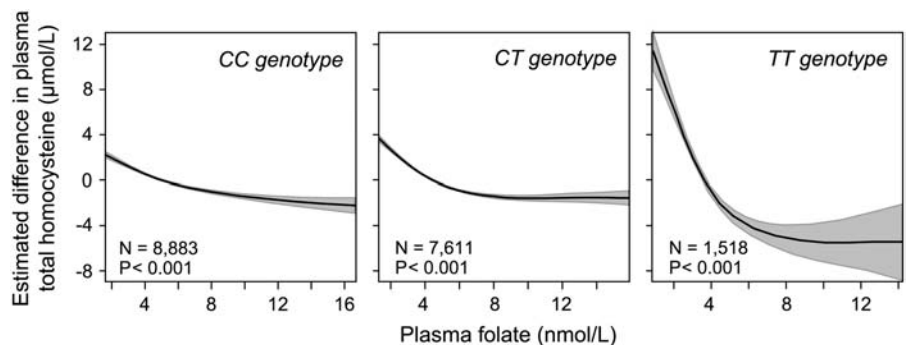 Estimated difference in plasma
total homocysteine (μmol/L)
12
8
4
0
-4
-8
CC genotype
N = 8,883
P< 0.001
4 8 12 16
CT genotype
N = 7,611
P< 0.001
4 8 12
TT genotype
N = 1,518
P< 0.001
4 8 12
Plasma folate (nmol/L)